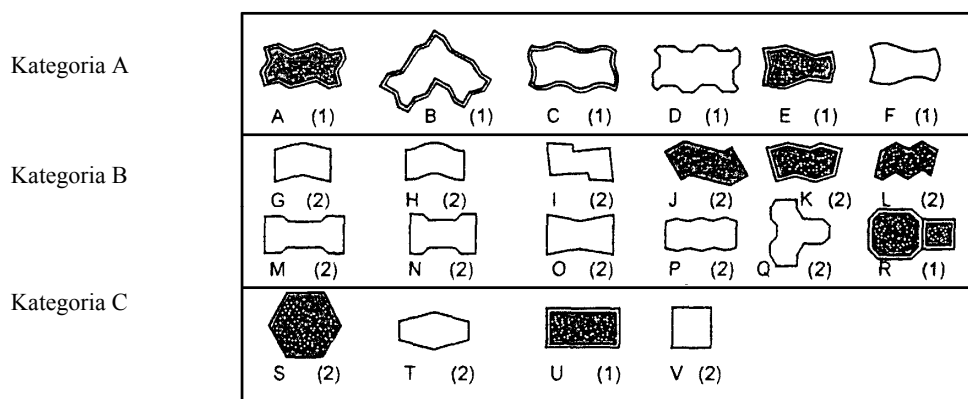 Kategoria A
A (1) B (1) C (1) D (1) E (1) F (1)
Kategoria B
G (2) H (2) I (2) J (2) K (2) L (2)
M (2) N (2) O (2) P (2) Q (2) R (1)
Kategoria C
S (2) T (2) U (1) V (2)